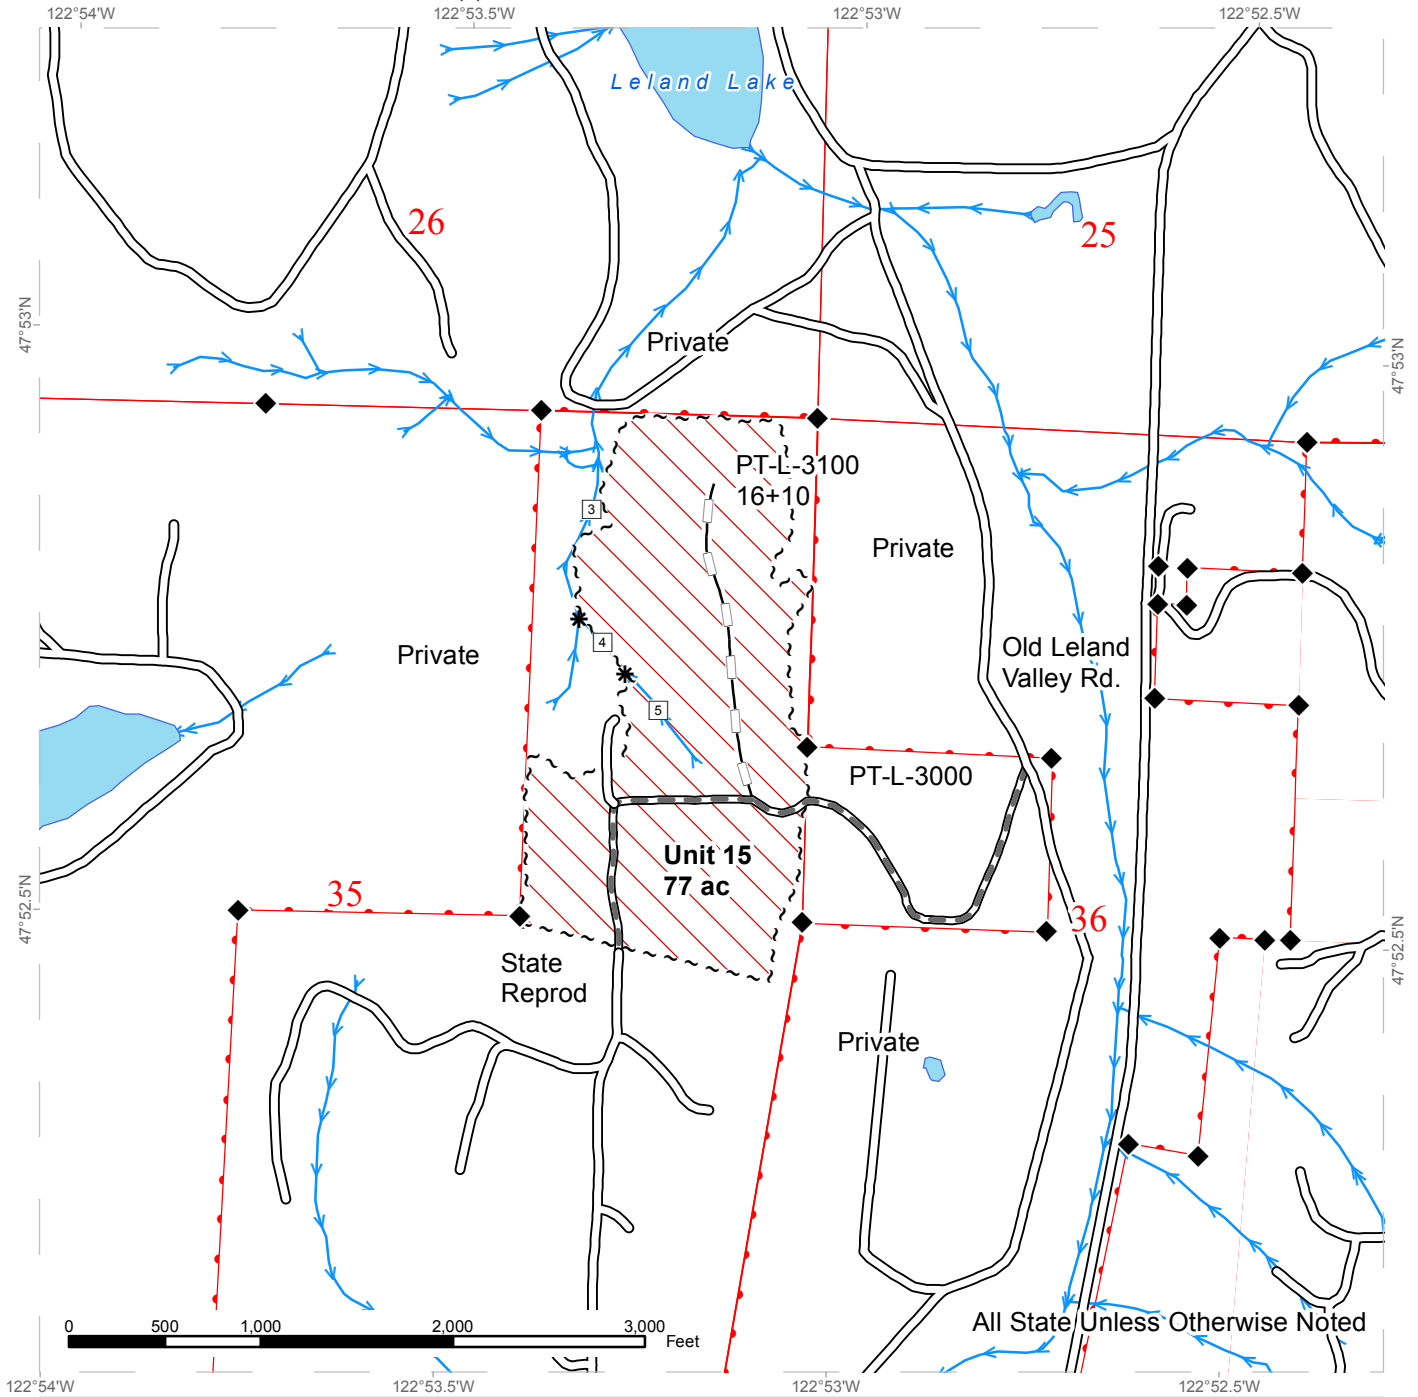 122°54'W
122°53.5'W
122°53'W
122°52.5'W
Leland Lake
26
25
47°53'N
47°53'N
Private
PT-L-3100
16+10
3
Private
4
Private
Old Leland
Valley Rd.
5
PT-L-3000
Unit 15
77 ac
35
36
47°52.5'N
47°52.5'N
State
Reprod
Private
All State Unless Otherwise Noted
0 500 1,000 2,000 3,000
Feet
122°54'W
122°53.5'W
122°53'W
122°52.5'W